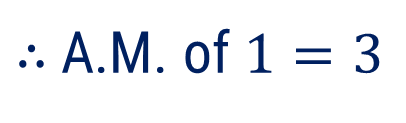 ∴ A.M. of 1 = 3